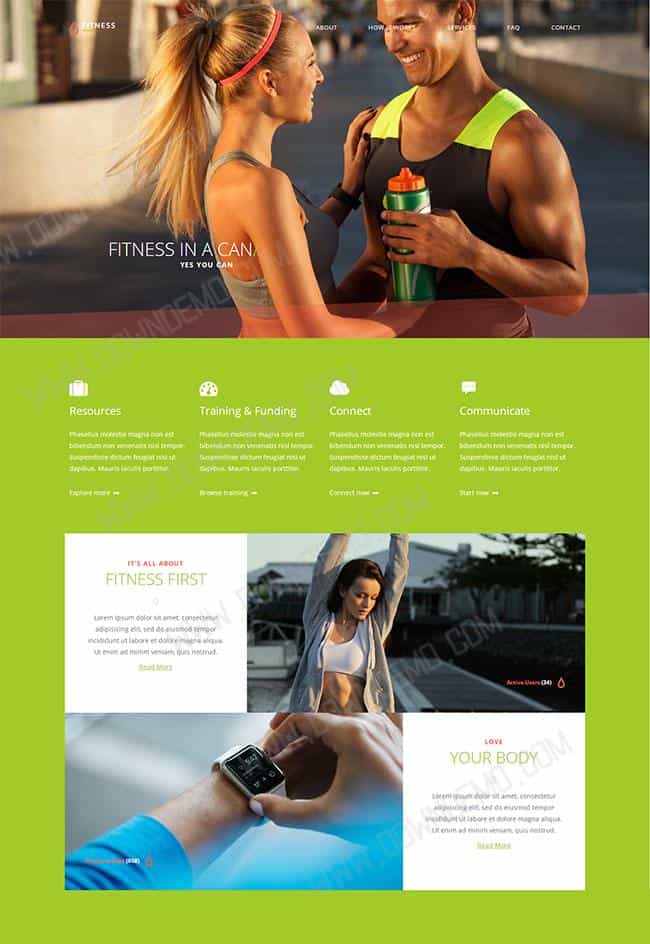 FITNESS
ABOUT
HOW IT WORKS
SERVICES
FAQ
CONTACT
FITNESS IN A CAN/
YES YOU CAN
Resources
Phasellus molestie magna non est
bibendum non venenatis nisl tempor.
Suspendisse dictum feugiat nisl ut
dapibus. Mauris iaculis porttitor.
Explore more
Training & Funding
Phasellus molestie magna non est
bibendum non venenatis nisl tempor.
Suspendisse dictum feugiat nisl ut
dapibus. Mauris iaculis porttitor.
Browse training
Connect
Phasellus molestie magna non est
bibendum non venenatis nisl tempor.
Suspendisse dictum feugiat nisl ut
dapibus. Mauris iaculis porttitor.
Connect now
Communicate
Phasellus molestie magna non est
bibendum non venenatis nisl tempor.
Suspendisse dictum feugiat nisl ut
dapibus. Mauris iaculis porttitor.
Start now
IT'S ALL ABOUT
FITNESS FIRST
Lorem ipsum dolor sit amet, consectetur
adipisicing elit, sed do eiusmod tempor
incididunt ut labore et dolore magna aliqua.
Ut enim ad minim veniam, quis nostrud.
Read More
Active Users (34)
LOVE
YOUR BODY
Lorem ipsum dolor sit amet, consectetur
adipisicing elit, sed do eiusmod tempor
incididunt ut labore et dolore magna aliqua.
Ut enim ad minim veniam, quis nostrud.
Read More
(658)
WWW.DOWNDEMO.COM